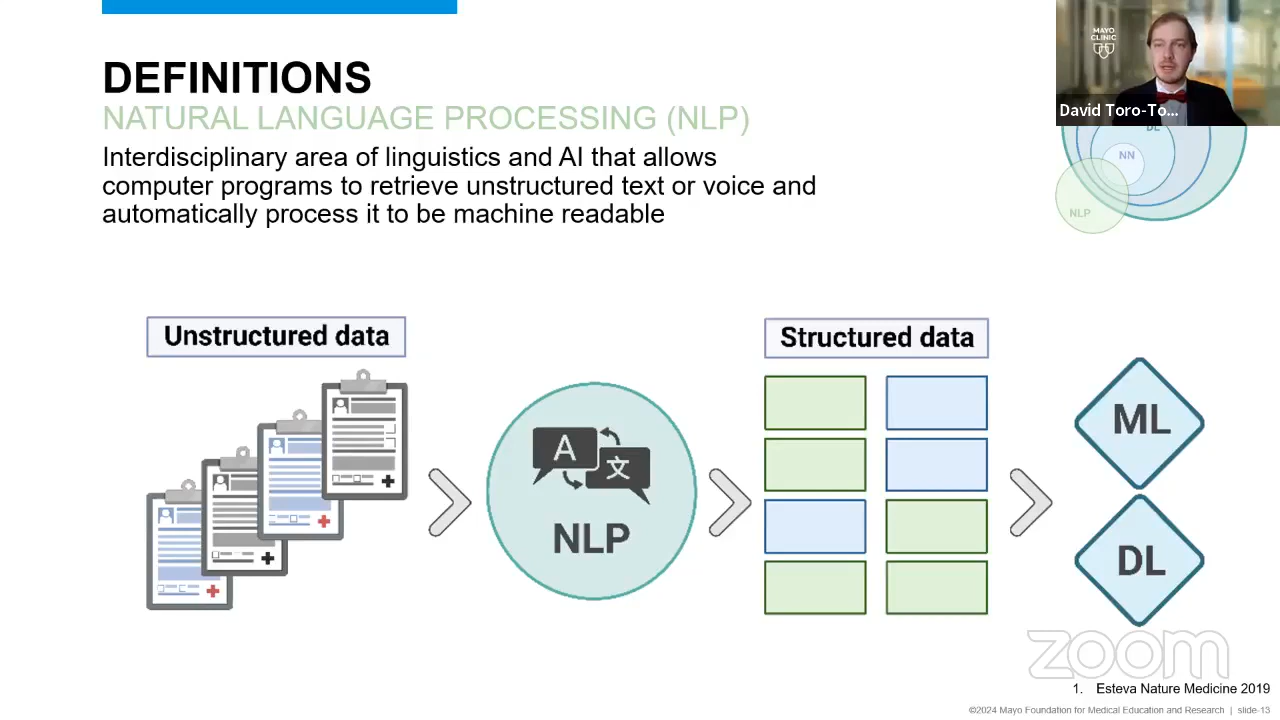 DEFINITIONS
NATURAL LANGUAGE PROCESSING (NLP)
Interdisciplinary area of linguistics and AI that allows
computer programs to retrieve unstructured text or voice and
automatically process it to be machine readable
MAYO
CLINIC
David Toro-To...
DL
NN
NLP
Unstructured data
A
文
NLP
Structured data
ML
DL
zoom
1. Esteva Nature Medicine 2019
©2024 Mayo Foundation for Medical Education and Research | slide-13